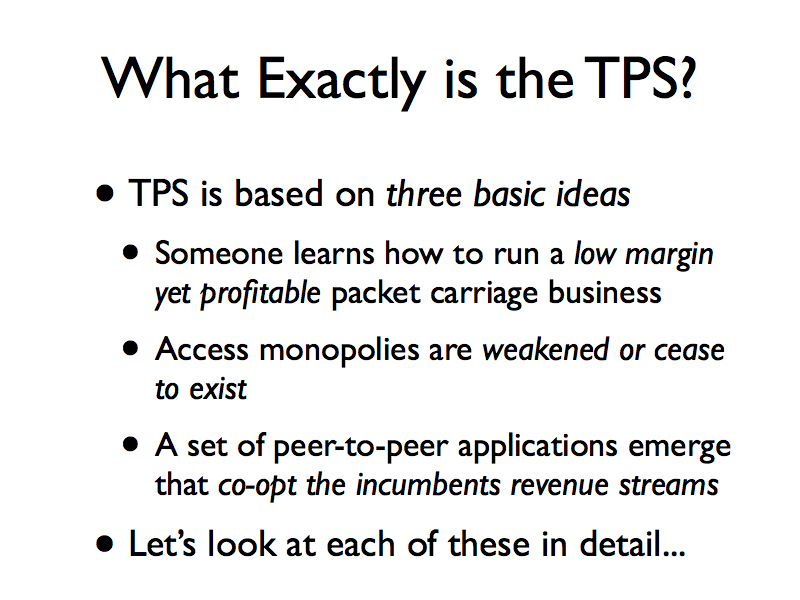 What Exactly is the TPS?
• TPS is based on three basic ideas
• Someone learns how to run a low margin
yet profitable packet carriage business
• Access monopolies are weakened or cease
to exist
• A set of peer-to-peer applications emerge
that co-opt the incumbents revenue streams
• Let’s look at each of these in detail...